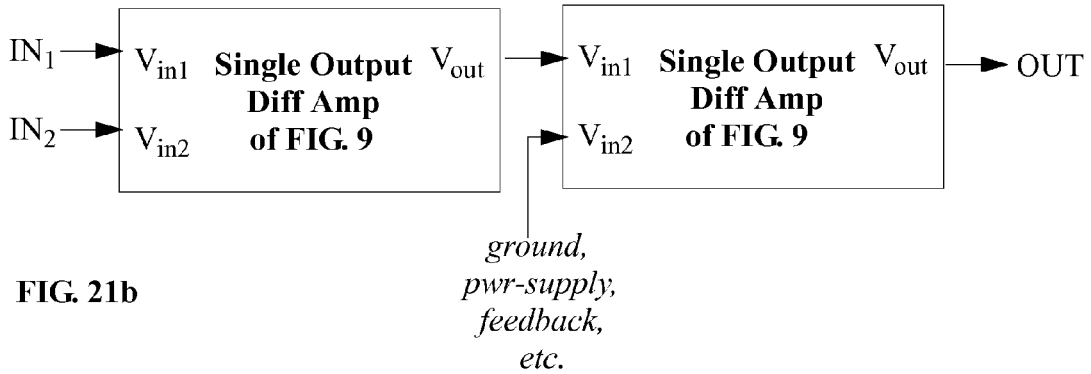 IN1 Vin1 Single Output Vout Vin1 Single Output Vout OUT
Diff Amp Diff Amp
IN2 Vin2 of FIG. 9 Vin2 of FIG. 9
ground,
pwr-supply,
feedback,
etc.
FIG. 21b